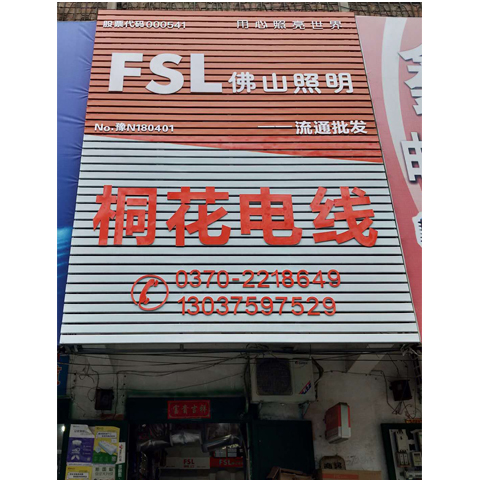 股票代码000541 用心照亮世界
FSL 佛山照明
No.豫N180401 ——流通批发
桐花电线
0370-2218649
13037597529
FSL
FSL